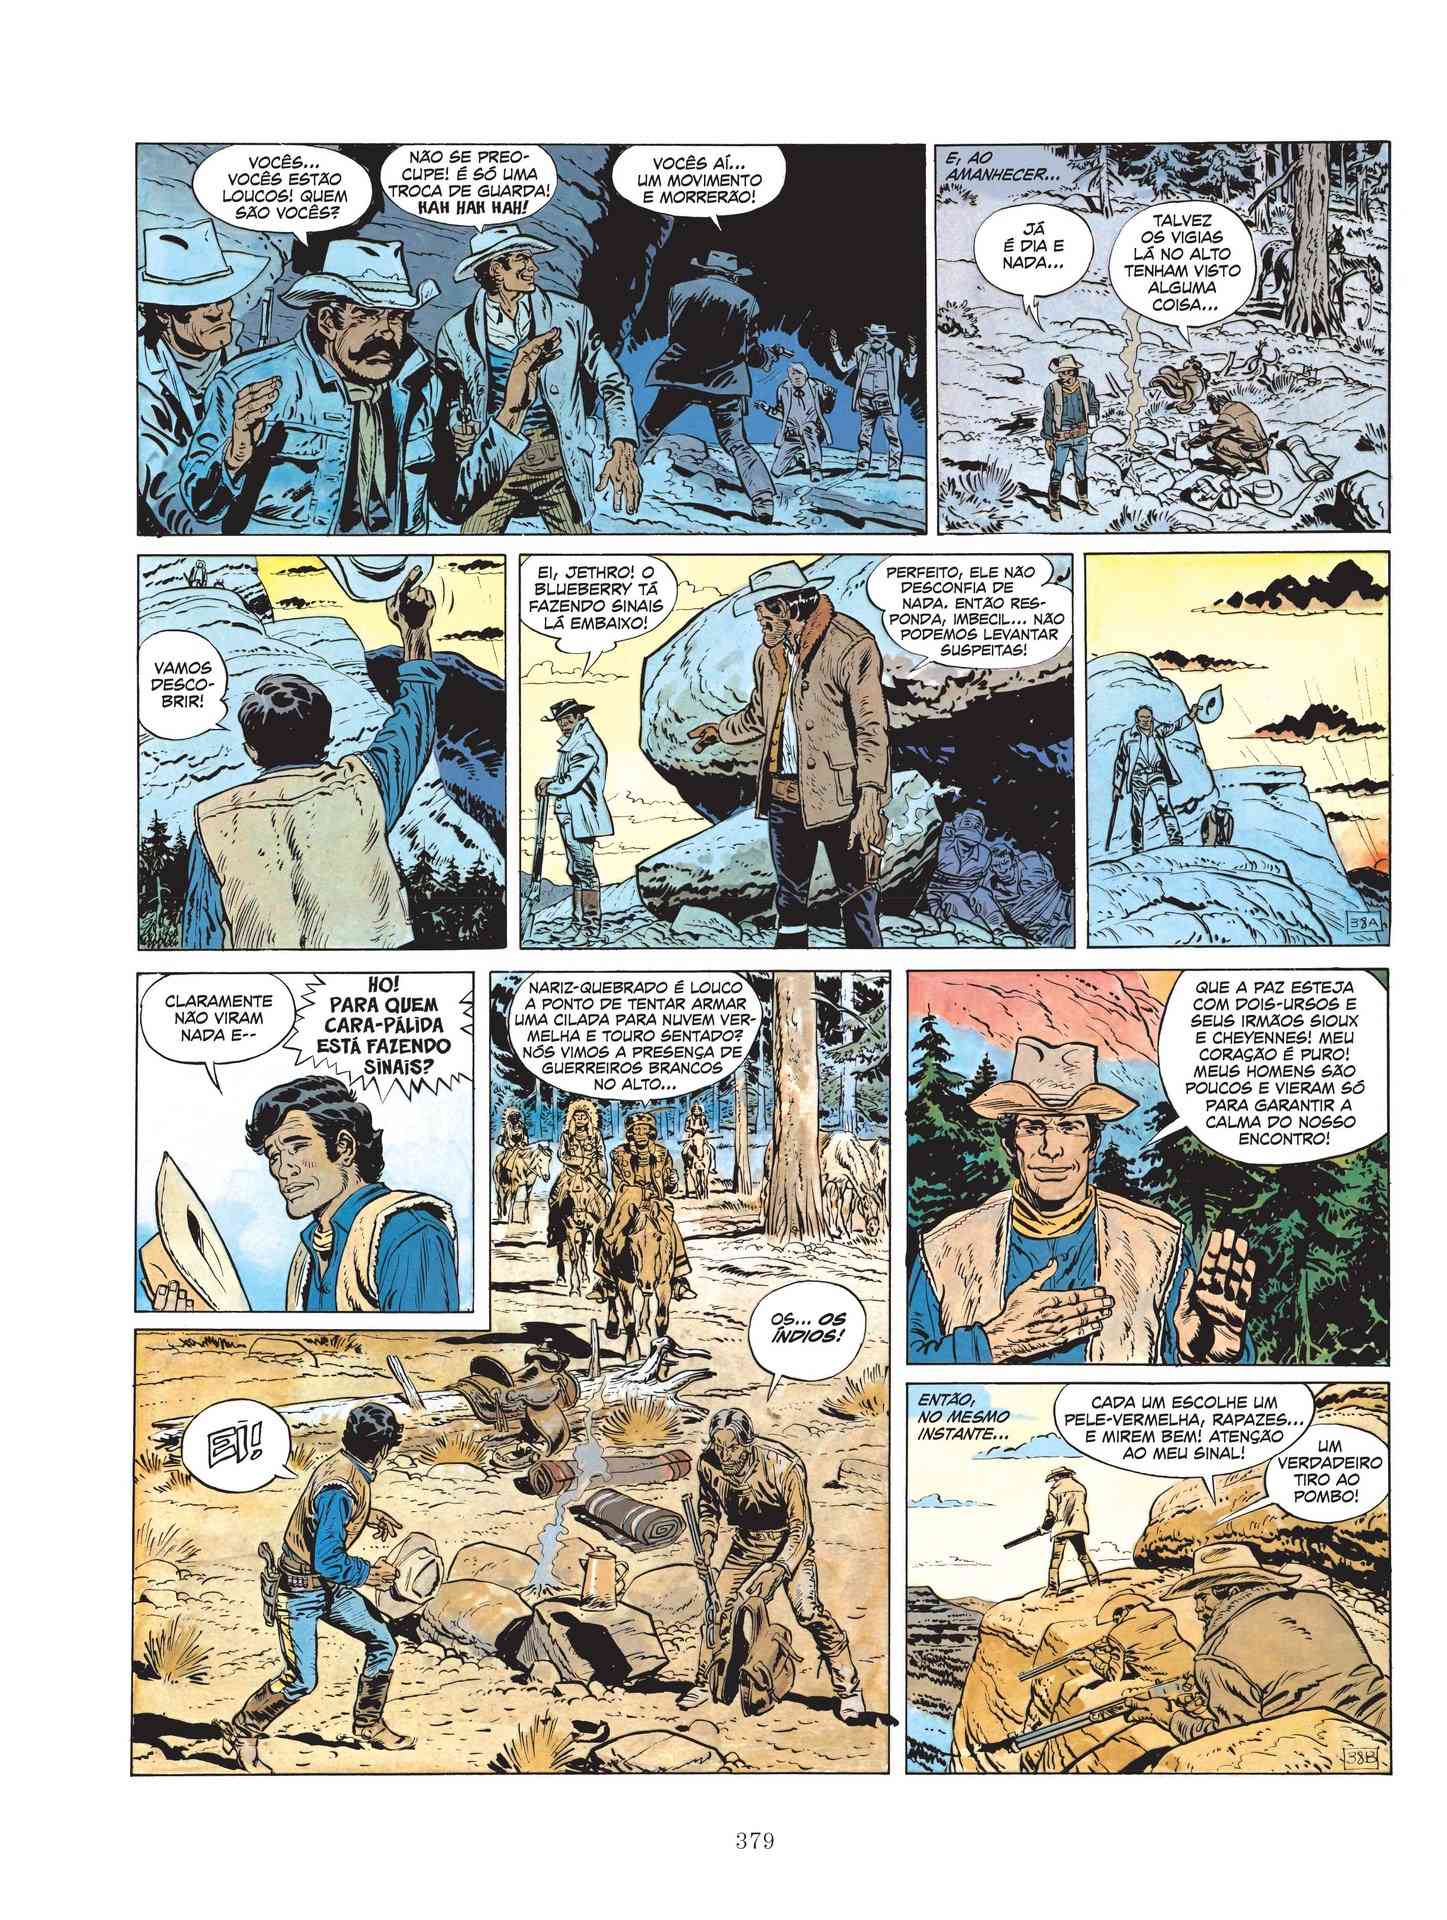 VOCÊS...
VOCÊS ESTÃO
LOUCOS! QUEM
SÃO VOCÊS?
NÃO SE PREO-
CUPE! É SÓ UMA
TROCA DE GUARDA!
HAH HAH HAH!
VOCÊS AÍ...
UM MOVIMENTO
E MORRERÃO!
E, AO
AMANHECER...
JÁ
É DIA E
NADA...
TALVEZ
OS VIGIAS
LÁ NO ALTO
TENHAM VISTO
ALGUMA
COISA...
VAMOS
DESCO-
BRIR!
EI, JETHRO! O
BLUEBERRY TÁ
FAZENDO SINAIS
LÁ EMBAIXO!
PERFEITO, ELE NÃO
DESCONFIA DE
NADA. ENTÃO RES-
PONDA, IMBECIL... NÃO
PODEMOS LEVANTAR
SUSPEITAS!
38A
CLARAMENTE
NÃO VIRAM
NADA E--
HO!
PARA QUEM
CARA-PÁLIDA
ESTÁ FAZENDO
SINAIS?
NARIZ-QUEBRADO É LOUCO
A PONTO DE TENTAR ARMAR
UMA CILADA PARA NUVEM VER-
MELHA E TOURO SENTADO?
NÓS VIMOS A PRESENÇA DE
GUERREIROS BRANCOS
NO ALTO...
QUE A PAZ ESTEJA
COM DOIS-URSOS E
SEUS IRMÃOS SIOUX
E CHEYENNES! MEU
CORAÇÃO É PURO!
MEUS HOMENS SÃO
POUCOS E VIERAM SÓ
PARA GARANTIR A
CALMA DO NOSSO
ENCONTRO!
EI!
OS... OS
ÍNDIOS!
ENTÃO,
NO MESMO
INSTANTE...
CADA UM ESCOLHE UM
PELE-VERMELHA, RAPAZES...
E MIREM BEM! ATENÇÃO
AO MEU SINAL!
UM
VERDADEIRO
TIRO AO
POMBO!
38B
379